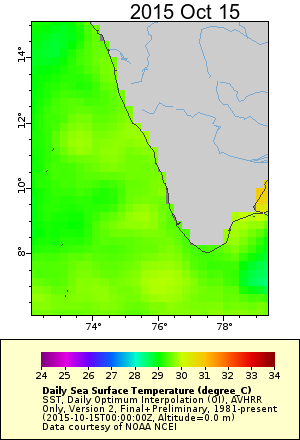 2015 Oct 15
14°
12°
10°
8°
74° 76° 78°
24 25 26 27 28 29 30 31 32 33 34
Daily Sea Surface Temperature (degree_C)
SST, Daily Optimum Interpolation (OI), AVHRR
Only, Version 2, Final+Preliminary, 1981-present
(2015-10-15T00:00:00Z, Altitude=0.0 m)
Data courtesy of NOAA NCEI